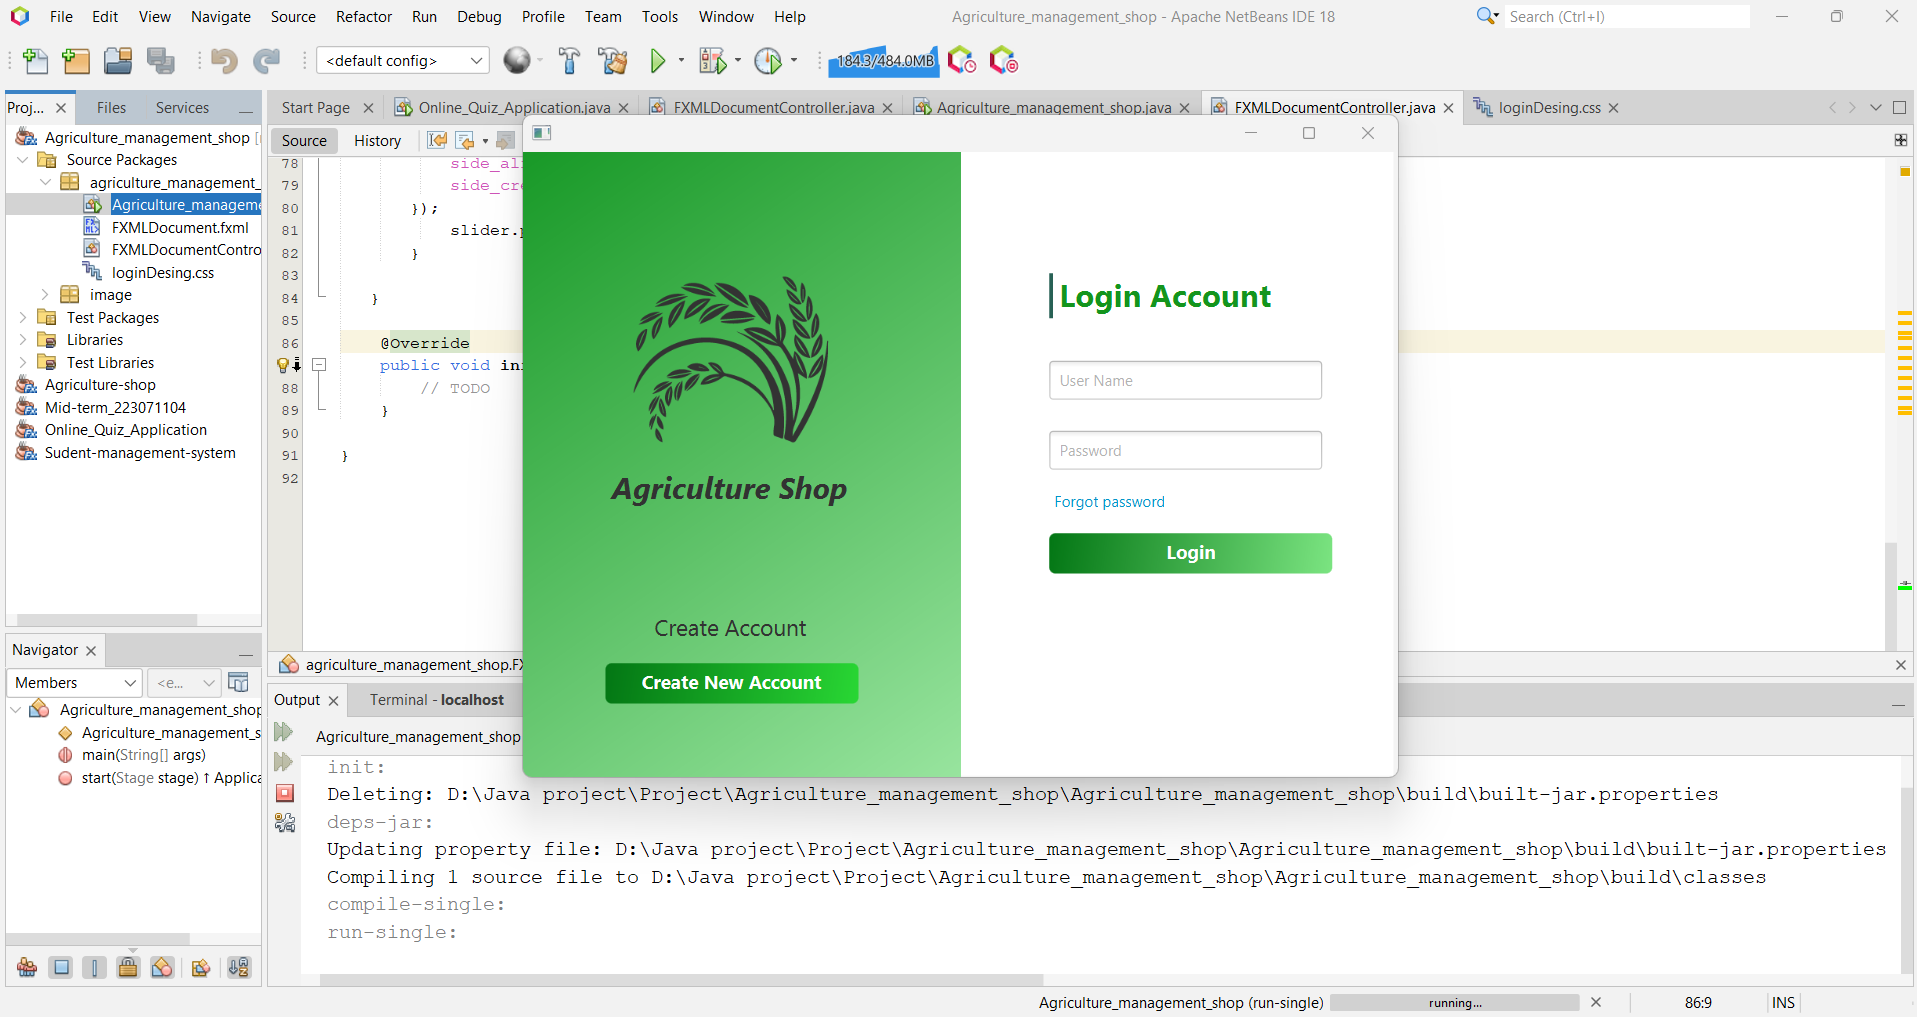 File Edit View Navigate Source Refactor Run Debug Profile Team Tools Window Help
Agriculture_management_shop - Apache NetBeans IDE 18
Search (Ctrl+I)
<default config>
184.3/484.0MB
Proj...
Files
Services
Start Page
Online_Quiz_Application.java
FXMLDocumentController.java
Agriculture_management_shop.java
FXMLDocumentController.java
loginDesing.css
Agriculture_management_shop
Source Packages
agriculture_management_
Agriculture_manageme
FXMLDocument.fxml
FXMLDocumentContro
loginDesing.css
image
Test Packages
Libraries
Test Libraries
Agriculture-shop
Mid-term_223071104
Online_Quiz_Application
Sudent-management-system
Source History
78 side_al
79 side_cr
80 });
81 slider.
82 }
83
84 }
85
86 @Override
public void in
88 // TODO
89 }
90
91 }
92
agriculture_management_shop.FX
Agriculture Shop
Create Account
Create New Account
Login Account
User Name
Password
Forgot password
Login
Navigator
Members
<e...
Agriculture_management_shop
Agriculture_management_s
main(String[] args)
start(Stage stage) ↑ Applica
Output
Terminal - localhost
Agriculture_management_shop
init:
Deleting: D:\Java project\Project\Agriculture_management_shop\Agriculture_management_shop\build\built-jar.properties
deps-jar:
Updating property file: D:\Java project\Project\Agriculture_management_shop\Agriculture_management_shop\build\built-jar.properties
Compiling 1 source file to D:\Java project\Project\Agriculture_management_shop\Agriculture_management_shop\build\classes
compile-single:
run-single:
Agriculture_management_shop (run-single)
running...
86:9
INS